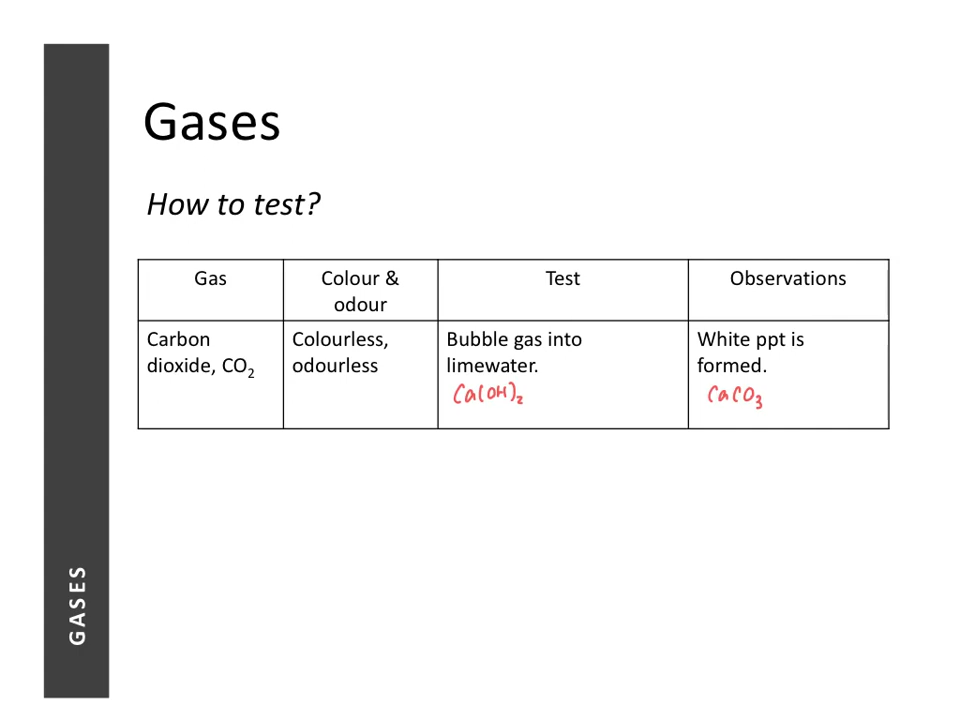 Gases
How to test?
Gas
Colour &
odour
Test
Observations
Carbon
dioxide, CO₂
Colourless,
odourless
Bubble gas into
limewater.
Ca(OH)₂
White ppt is
formed.
CaCO₃
GASES